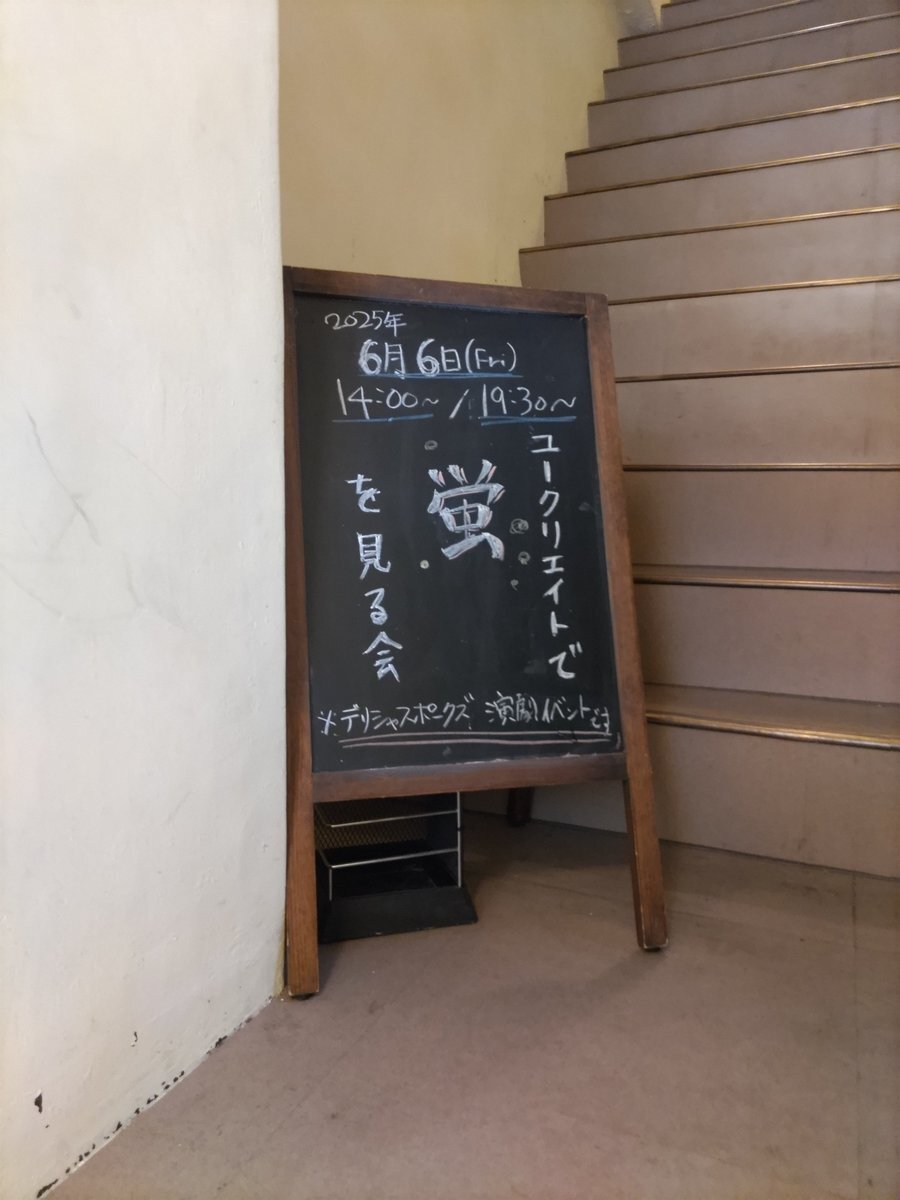 2025年
6月6日(Fri)
14:00～/19:30～
ユークリエイトで
蛍
を見る会
※デリシャスポークズ 演劇イベントです